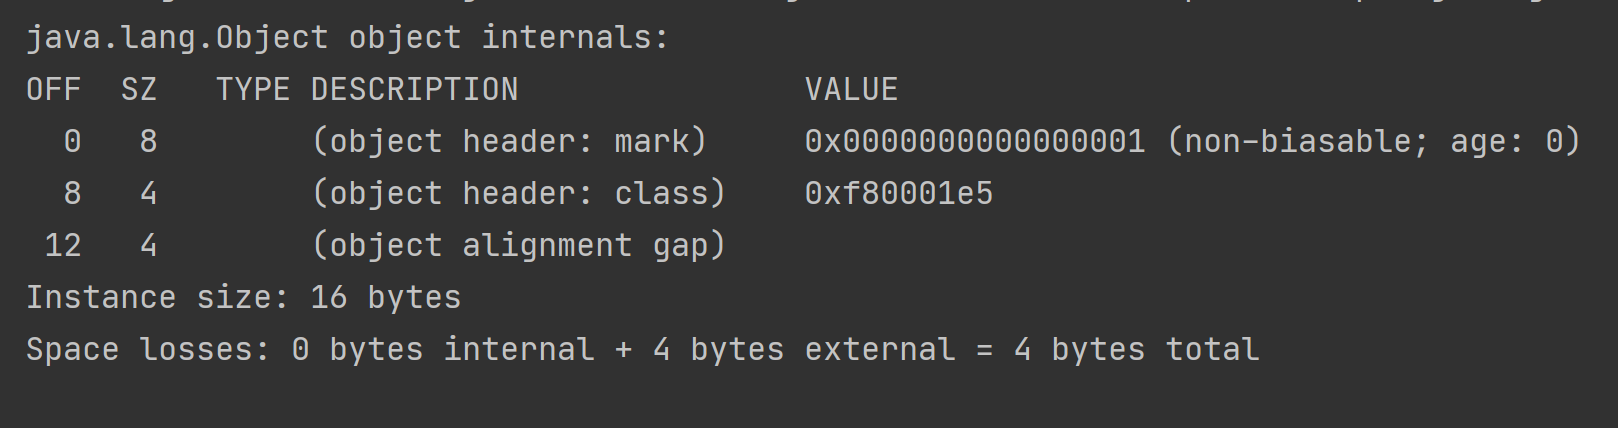 java.lang.Object object internals:
OFF  SZ   TYPE DESCRIPTION               VALUE
  0   8        (object header: mark)     0x0000000000000001 (non-biasable; age: 0)
  8   4        (object header: class)    0xf80001e5
 12   4        (object alignment gap)
Instance size: 16 bytes
Space losses: 0 bytes internal + 4 bytes external = 4 bytes total